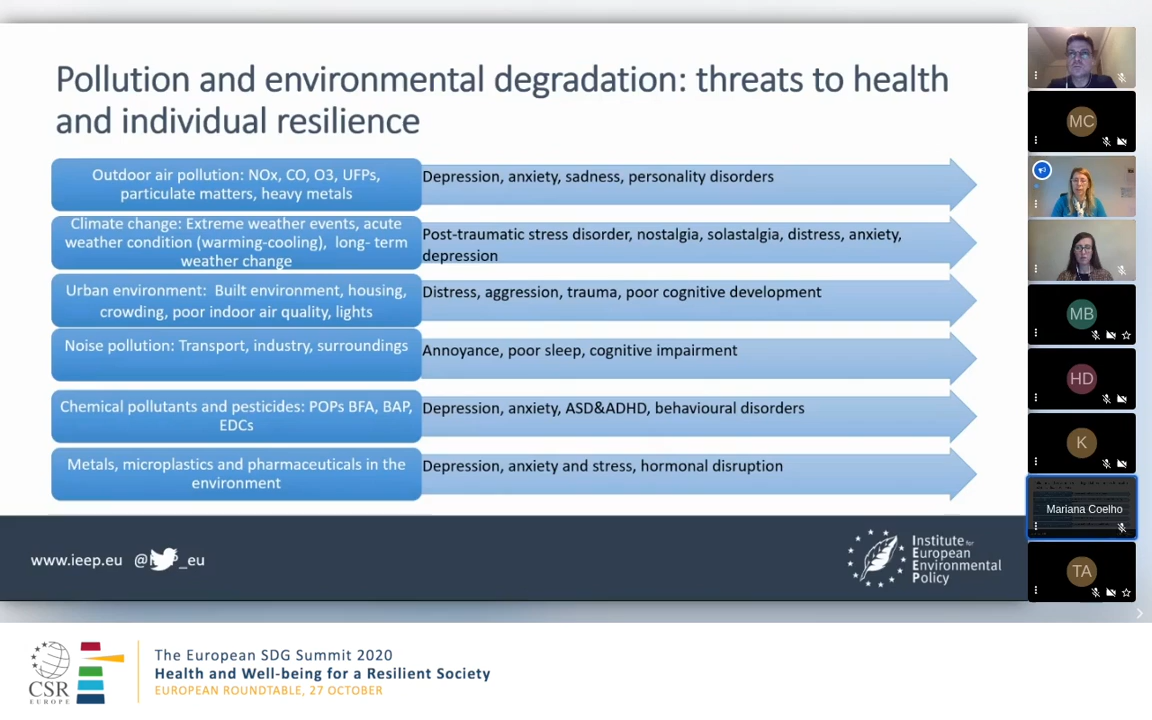 Pollution and environmental degradation: threats to health
and individual resilience
Outdoor air pollution: NOx, CO, O3, UFPs,
particulate matters, heavy metals
Depression, anxiety, sadness, personality disorders
Climate change: Extreme weather events, acute
weather condition (warming-cooling), long- term
weather change
Post-traumatic stress disorder, nostalgia, solastalgia, distress, anxiety,
depression
Urban environment: Built environment, housing,
crowding, poor indoor air quality, lights
Distress, aggression, trauma, poor cognitive development
Noise pollution: Transport, industry, surroundings
Annoyance, poor sleep, cognitive impairment
Chemical pollutants and pesticides: POPs BFA, BAP,
EDCs
Depression, anxiety, ASD&ADHD, behavioural disorders
Metals, microplastics and pharmaceuticals in the
environment
Depression, anxiety and stress, hormonal disruption
www.ieep.eu @ _eu
Institute for
European
Environmental
Policy
MC
MB
HD
K
Mariana Coelho
TA
CSR
EUROPE
The European SDG Summit 2020
Health and Well-being for a Resilient Society
EUROPEAN ROUNDTABLE, 27 OCTOBER